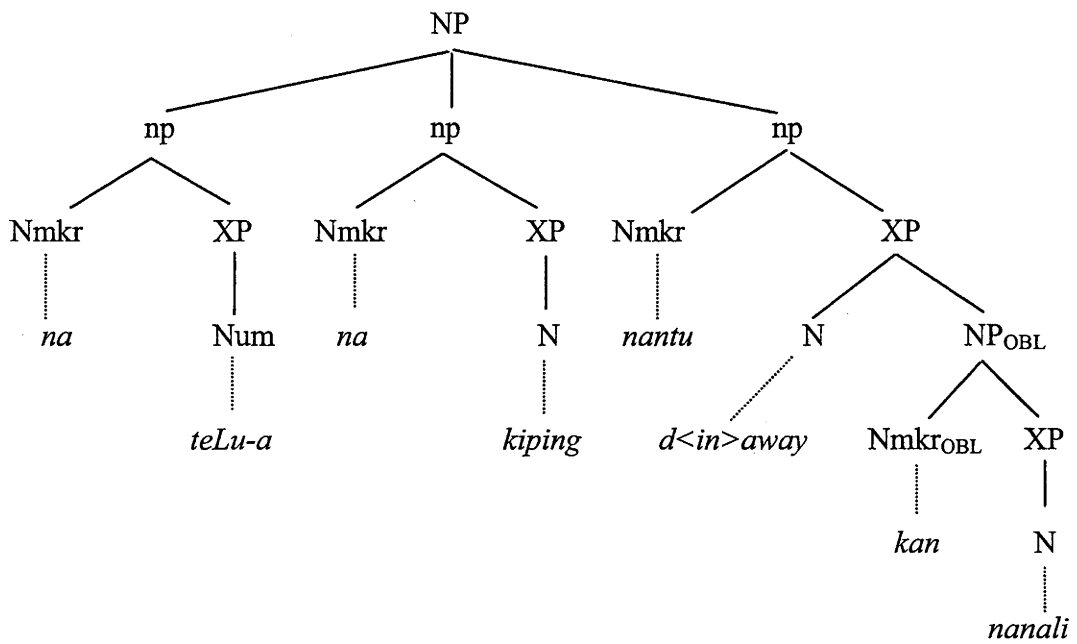 NP
np np np
Nmkr XP Nmkr XP Nmkr XP
na Num na N nantu N NPOBL
teLu-a kiping d<in>away NmkrOBL XP
kan N
nanali